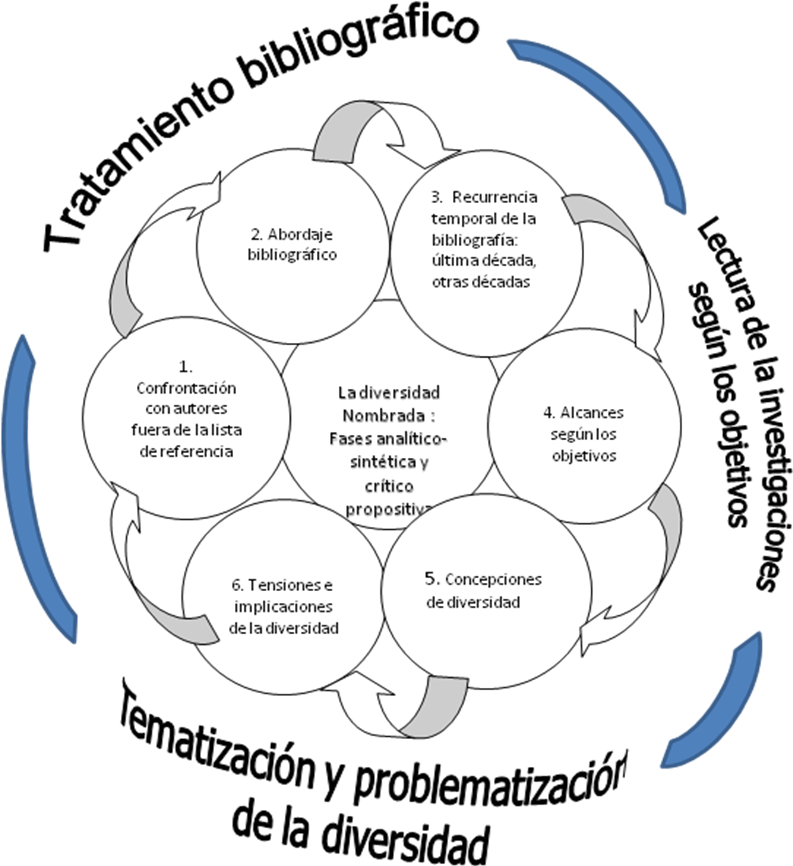 Tratamiento bibliográfico
2. Abordaje
bibliográfico
3. Recurrencia
temporal de la
bibliografía:
última década,
otras décadas
Lectura de la investigaciones
según los objetivos
1.
Confrontación
con autores
fuera de la lista
de referencia
La diversidad
Nombrada :
Fases analítico-
sintética y
crítico
propositiva
4. Alcances
según los
objetivos
6. Tensiones e
implicaciones
de la diversidad
5. Concepciones
de diversidad
Tematización y problematización
de la diversidad